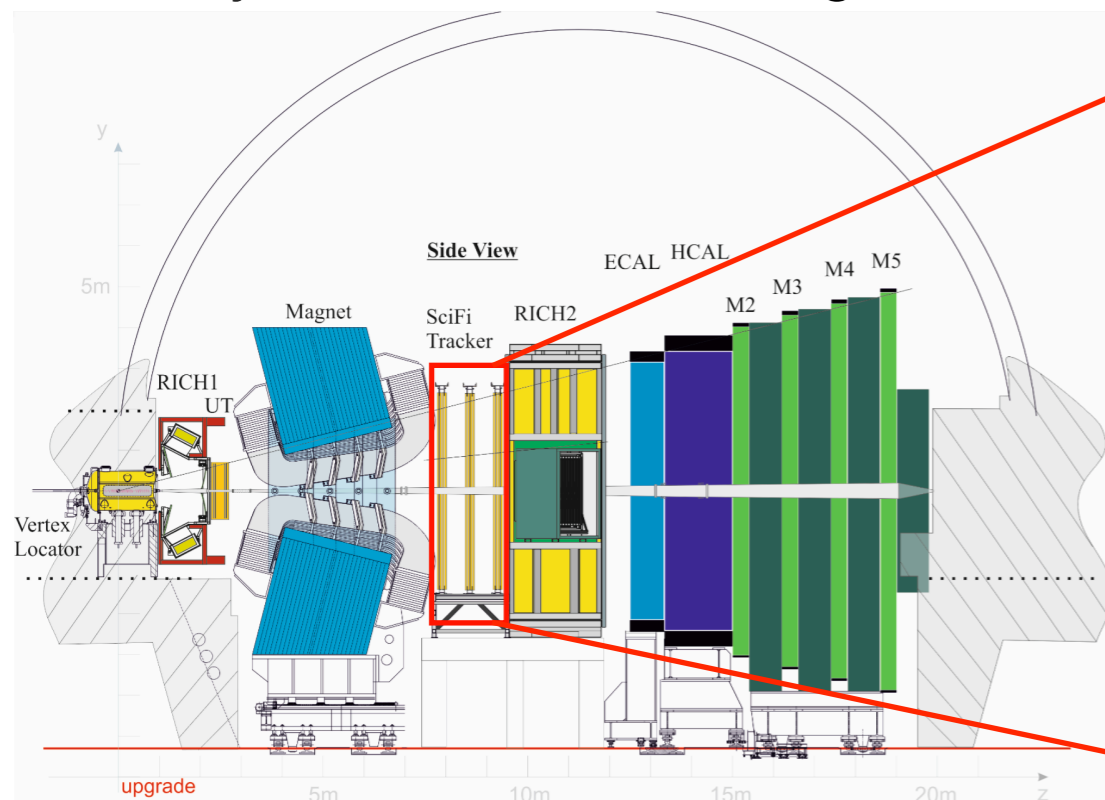 y
Side View
ECAL
HCAL
M5
M4
M3
M2
5m
Magnet
SciFi
Tracker
RICH2
RICH1
UT
Vertex
Locator
upgrade
5m
10m
15m
20m
z